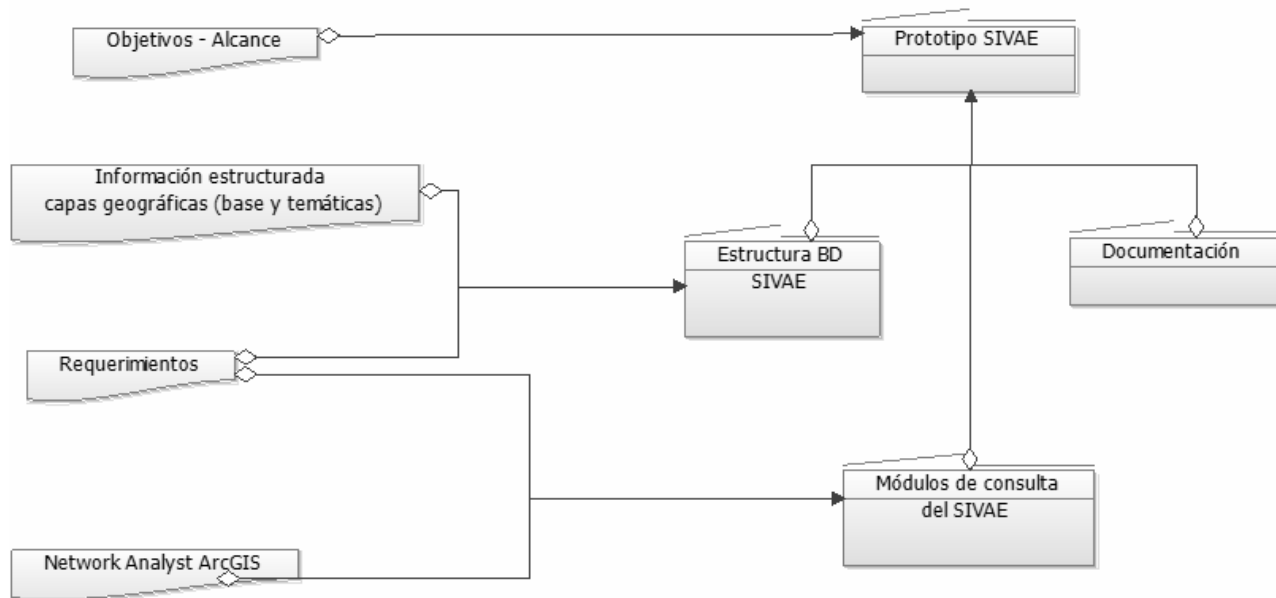 Objetivos - Alcance
Prototipo SIVAE
Información estructurada
capas geográficas (base y temáticas)
Estructura BD
SIVAE
Documentación
Requerimientos
Módulos de consulta
del SIVAE
Network Analyst ArcGIS